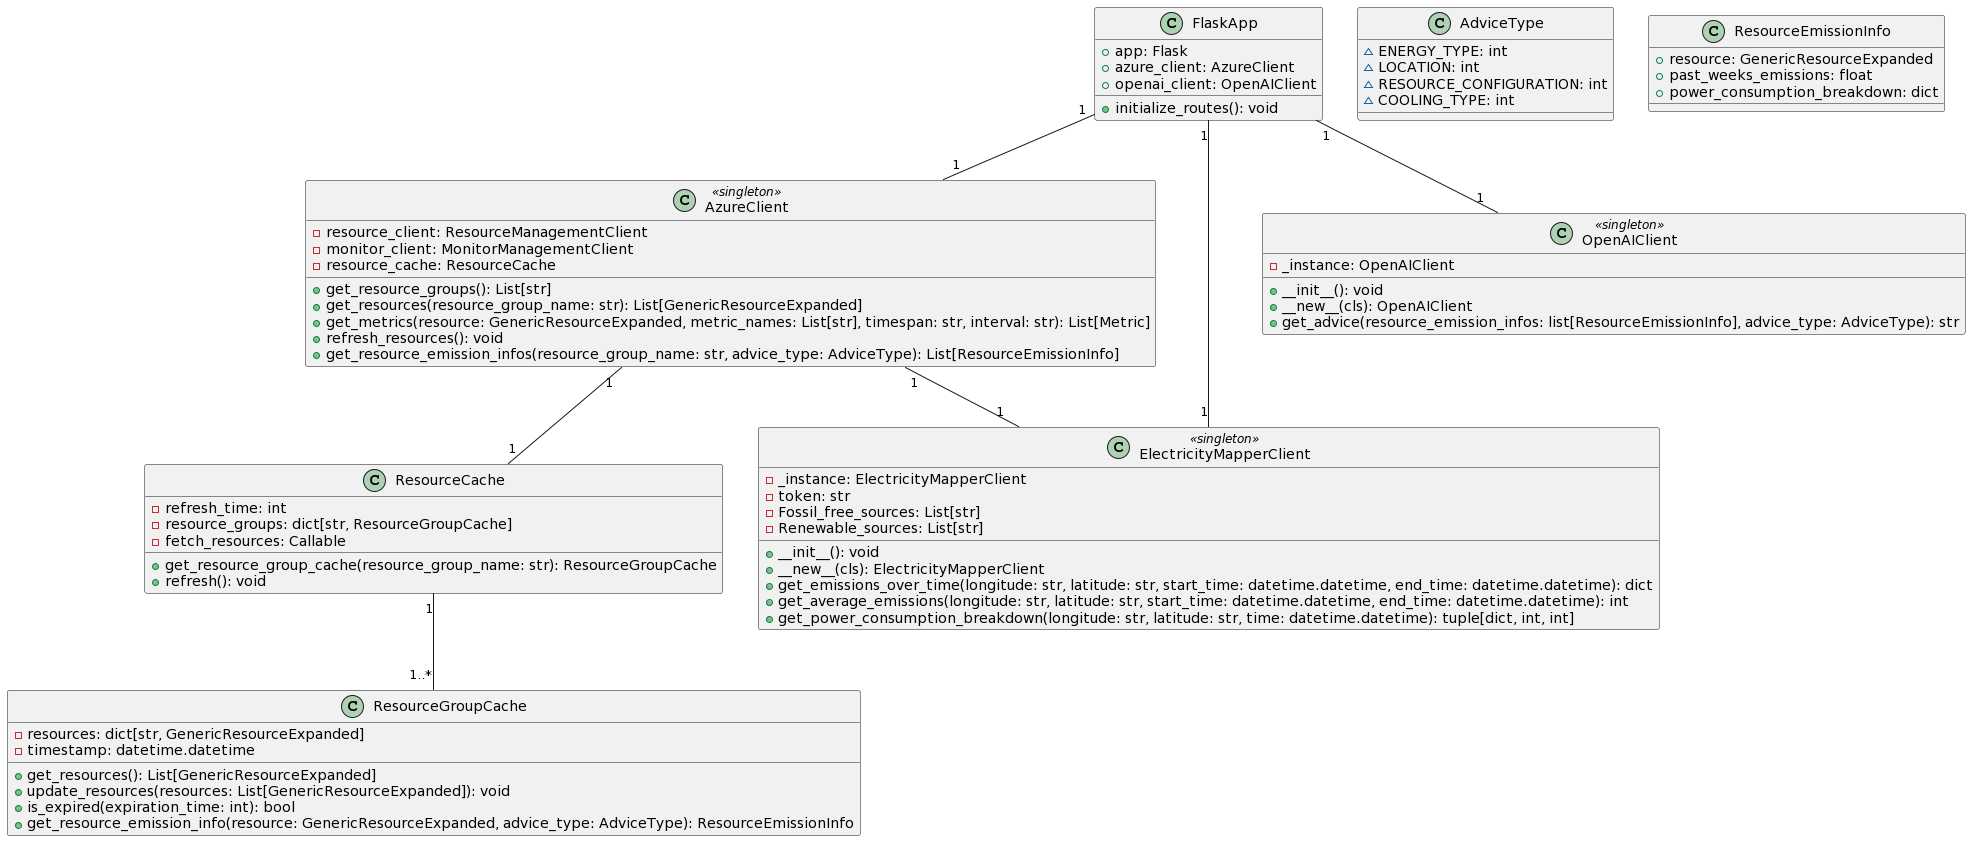 C FlaskApp
app: Flask
azure_client: AzureClient
openai_client: OpenAIClient
initialize_routes(): void
C AdviceType
ENERGY_TYPE: int
LOCATION: int
RESOURCE_CONFIGURATION: int
COOLING_TYPE: int
C ResourceEmissionInfo
resource: GenericResourceExpanded
past_weeks_emissions: float
power_consumption_breakdown: dict
1
1
1
1
1
1
C «singleton»
AzureClient
resource_client: ResourceManagementClient
monitor_client: MonitorManagementClient
resource_cache: ResourceCache
get_resource_groups(): List[str]
get_resources(resource_group_name: str): List[GenericResourceExpanded]
get_metrics(resource: GenericResourceExpanded, metric_names: List[str], timespan: str, interval: str): List[Metric]
refresh_resources(): void
get_resource_emission_infos(resource_group_name: str, advice_type: AdviceType): List[ResourceEmissionInfo]
C «singleton»
OpenAIClient
_instance: OpenAIClient
__init__(): void
__new__(cls): OpenAIClient
get_advice(resource_emission_infos: list[ResourceEmissionInfo], advice_type: AdviceType): str
1
1
1
1
C ResourceCache
refresh_time: int
resource_groups: dict[str, ResourceGroupCache]
fetch_resources: Callable
get_resource_group_cache(resource_group_name: str): ResourceGroupCache
refresh(): void
C «singleton»
ElectricityMapperClient
_instance: ElectricityMapperClient
token: str
Fossil_free_sources: List[str]
Renewable_sources: List[str]
__init__(): void
__new__(cls): ElectricityMapperClient
get_emissions_over_time(longitude: str, latitude: str, start_time: datetime.datetime, end_time: datetime.datetime): dict
get_average_emissions(longitude: str, latitude: str, start_time: datetime.datetime, end_time: datetime.datetime): int
get_power_consumption_breakdown(longitude: str, latitude: str, time: datetime.datetime): tuple[dict, int, int]
1
1..*
C ResourceGroupCache
resources: dict[str, GenericResourceExpanded]
timestamp: datetime.datetime
get_resources(): List[GenericResourceExpanded]
update_resources(resources: List[GenericResourceExpanded]): void
is_expired(expiration_time: int): bool
get_resource_emission_info(resource: GenericResourceExpanded, advice_type: AdviceType): ResourceEmissionInfo